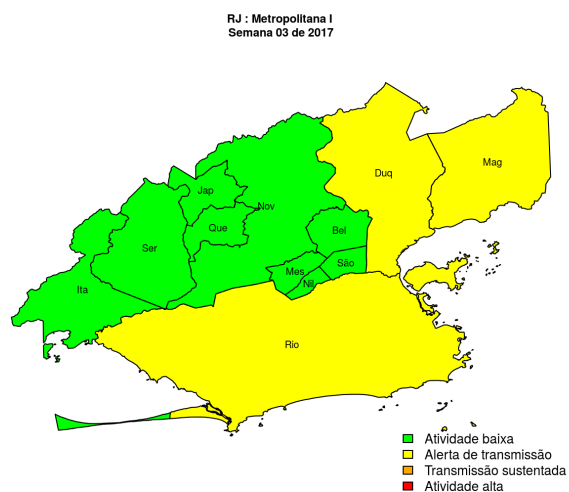 RJ : Metropolitana I
Semana 03 de 2017
Mag
Duq
Jap
Nov
Que
Bel
Ser
São
Mes
Nil
Ita
Rio
Atividade baixa
Alerta de transmissão
Transmissão sustentada
Atividade alta